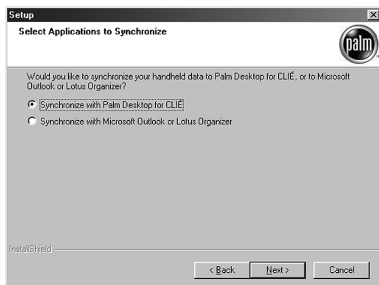 Setup
Select Applications to Synchronize
palm
Would you like to synchronize your handheld data to Palm Desktop for CLIÉ, or to Microsoft
Outlook or Lotus Organizer?
Synchronize with Palm Desktop for CLIÉ
Synchronize with Microsoft Outlook or Lotus Organizer
InstallShield
< Back
Next >
Cancel